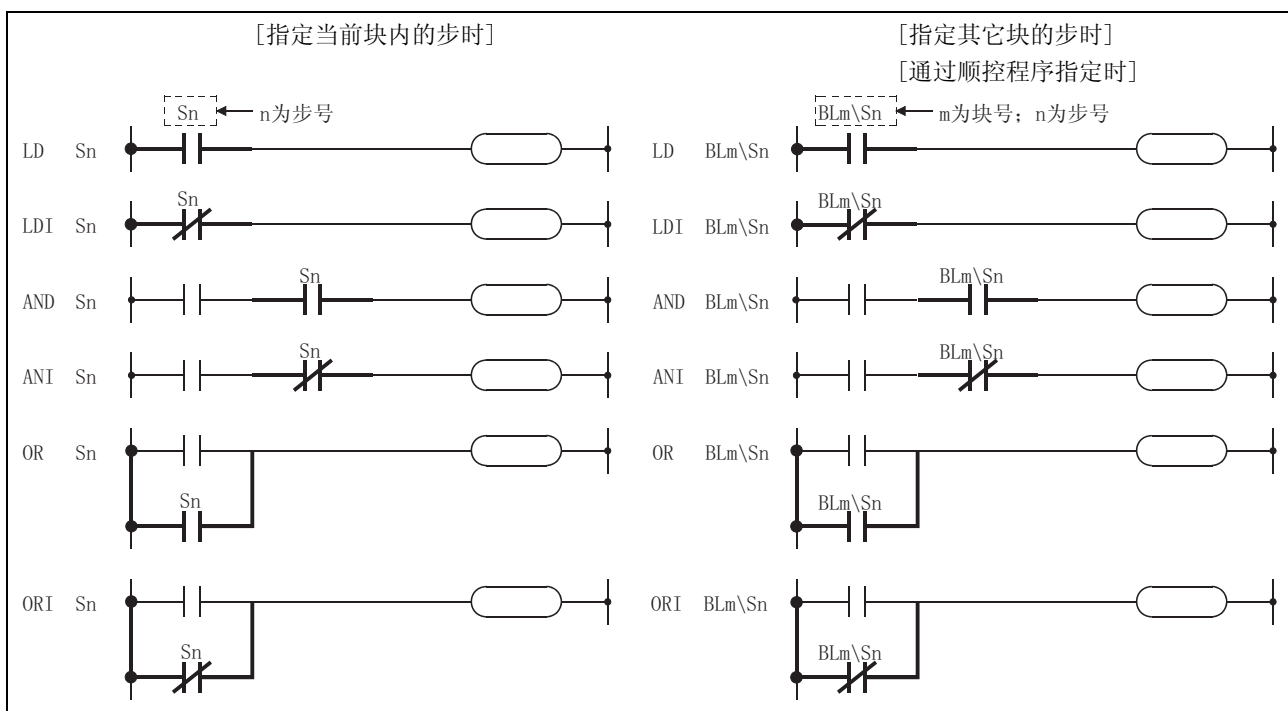 [指定当前块内的步时]
Sn
n为步号
LD Sn
Sn
LDI Sn
Sn
AND Sn
Sn
ANI Sn
OR Sn
Sn
ORI Sn
Sn
[指定其它块的步时]
[通过顺控程序指定时]
BLm\Sn
m为块号；n为步号
LD BLm\Sn
BLm\Sn
LDI BLm\Sn
BLm\Sn
AND BLm\Sn
BLm\Sn
ANI BLm\Sn
OR BLm\Sn
BLm\Sn
ORI BLm\Sn
BLm\Sn